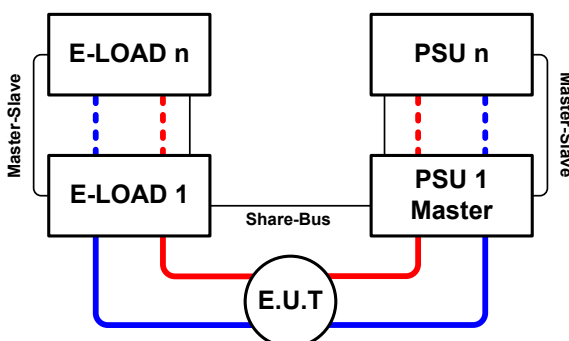 E-LOAD n
PSU n
Master-Slave
Master-Slave
E-LOAD 1
PSU 1
Master
Share-Bus
E.U.T